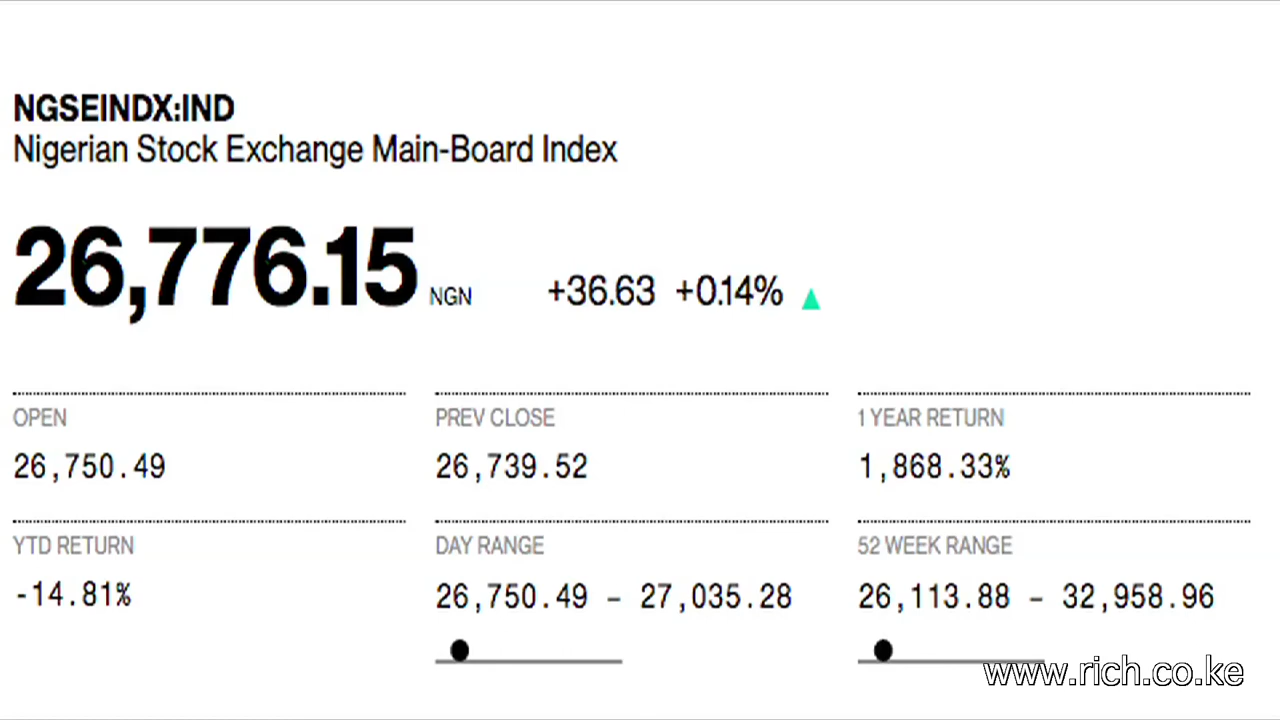 NGSEINDX:IND
Nigerian Stock Exchange Main-Board Index
26,776.15 NGN +36.63 +0.14% ▲
OPEN PREV CLOSE 1 YEAR RETURN
26,750.49 26,739.52 1,868.33%
YTD RETURN DAY RANGE 52 WEEK RANGE
-14.81% 26,750.49 – 27,035.28 26,113.88 – 32,958.96
www.rich.co.ke